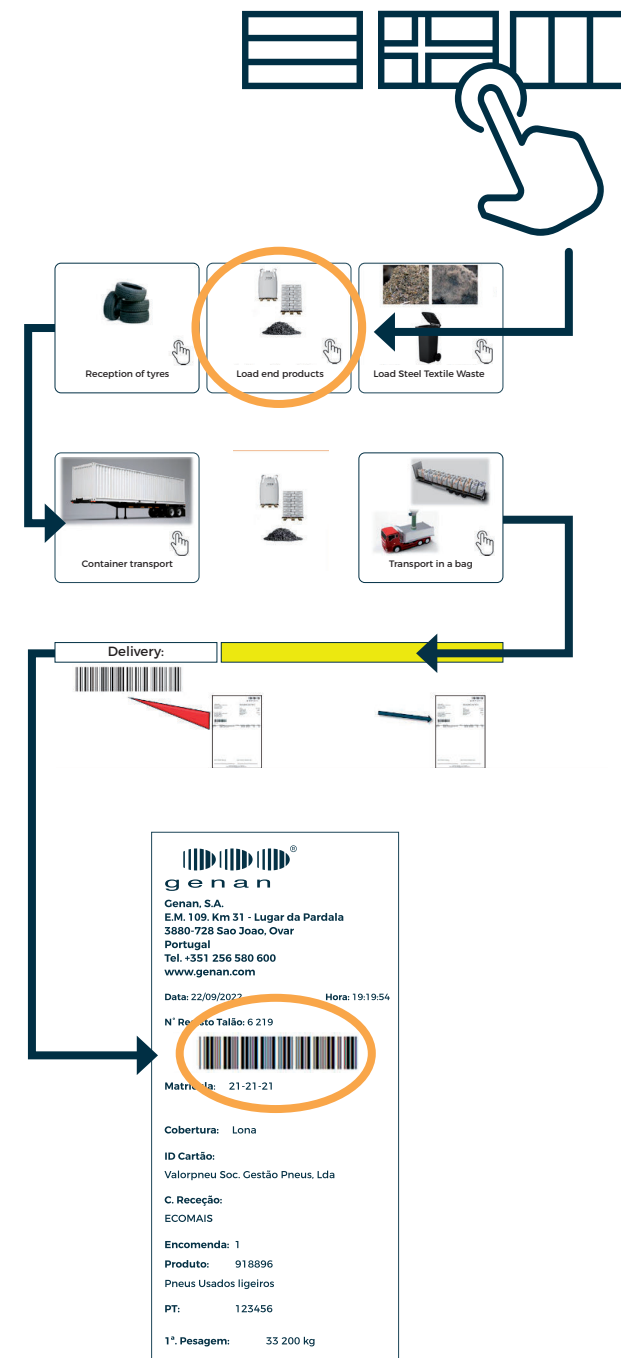 Reception of tyres
Load end products
Load Steel Textile Waste
Container transport
Transport in a bag
Delivery:
genan®
Genan, S.A.
E.M. 109. Km 31 - Lugar da Pardala
3880-728 Sao Joao, Ovar
Portugal
Tel. +351 256 580 600
www.genan.com
Data: 22/09/2022 Hora: 19:19:54
N° Registo Talão: 6 219
Matrícula: 21-21-21
Cobertura: Lona
ID Cartão:
Valorpneu Soc. Gestão Pneus, Lda
C. Receção:
ECOMAIS
Encomenda: 1
Produto: 918896
Pneus Usados ligeiros
PT: 123456
1ª. Pesagem: 33 200 kg